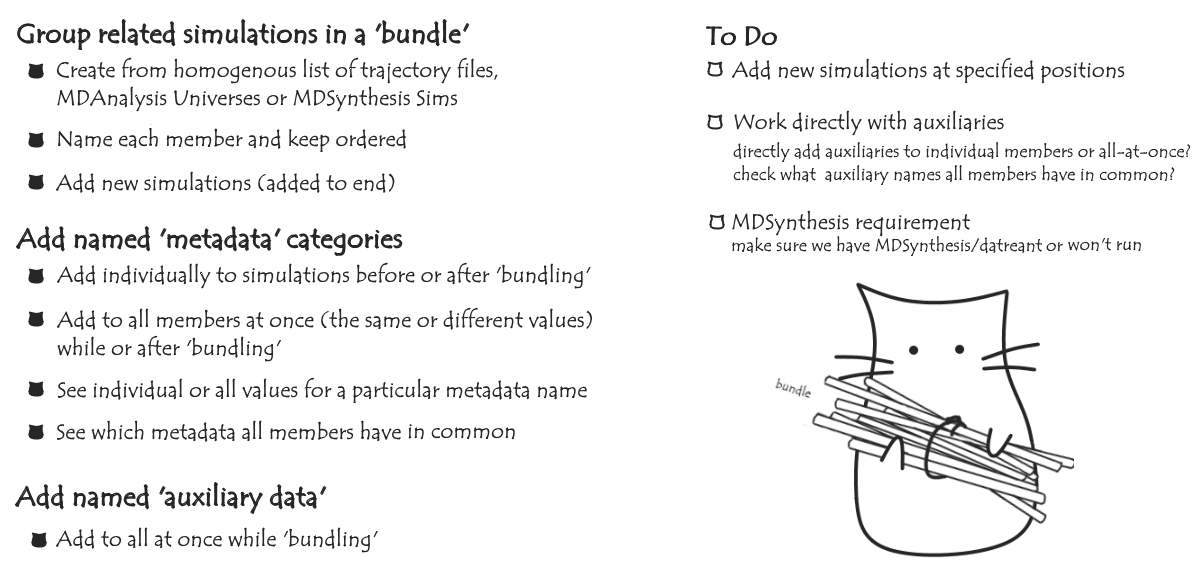 Group related simulations in a 'bundle'
Create from homogenous list of trajectory files,
MDAnalysis Universes or MDSynthesis Sims
Name each member and keep ordered
Add new simulations (added to end)
Add named 'metadata' categories
Add individually to simulations before or after 'bundling'
Add to all members at once (the same or different values)
while or after 'bundling'
See individual or all values for a particular metadata name
See which metadata all members have in common
Add named 'auxiliary data'
Add to all at once while 'bundling'
To Do
Add new simulations at specified positions
Work directly with auxiliaries
directly add auxiliaries to individual members or all-at-once?
check what auxiliary names all members have in common?
MDSynthesis requirement
make sure we have MDSynthesis/datreant or won't run
bundle